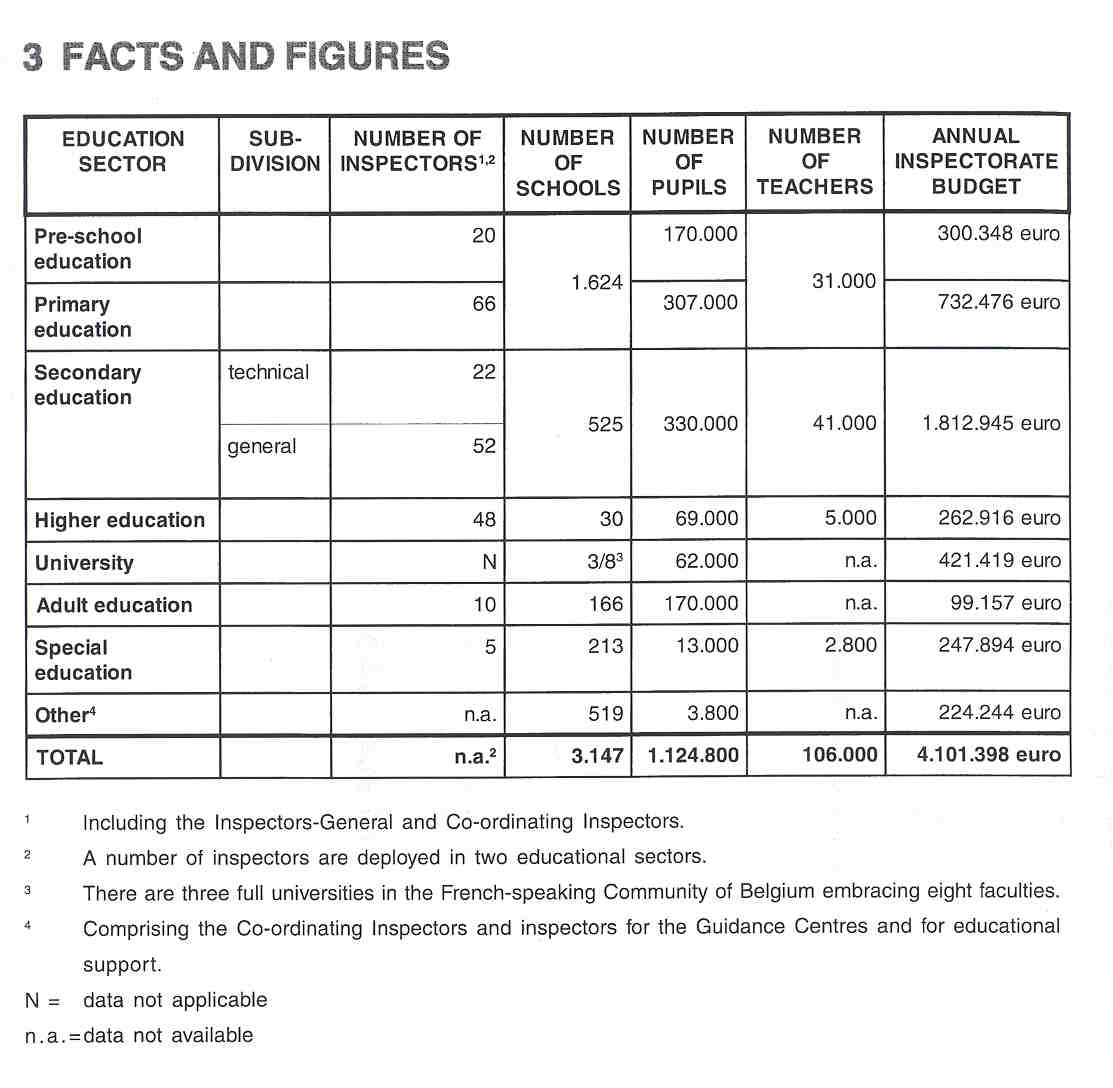 3 FACTS AND FIGURES
EDUCATION SECTOR | SUB-DIVISION | NUMBER OF INSPECTORS¹,² | NUMBER OF SCHOOLS | NUMBER OF PUPILS | NUMBER OF TEACHERS | ANNUAL INSPECTORATE BUDGET
Pre-school education | | 20 | 1.624 | 170.000 | 31.000 | 300.348 euro
Primary education | | 66 | | 307.000 | | 732.476 euro
Secondary education | technical | 22 | 525 | 330.000 | 41.000 | 1.812.945 euro
| general | 52
Higher education | | 48 | 30 | 69.000 | 5.000 | 262.916 euro
University | | N | 3/8³ | 62.000 | n.a. | 421.419 euro
Adult education | | 10 | 166 | 170.000 | n.a. | 99.157 euro
Special education | | 5 | 213 | 13.000 | 2.800 | 247.894 euro
Other⁴ | | n.a. | 519 | 3.800 | n.a. | 224.244 euro
TOTAL | | n.a.² | 3.147 | 1.124.800 | 106.000 | 4.101.398 euro
¹ Including the Inspectors-General and Co-ordinating Inspectors.
² A number of inspectors are deployed in two educational sectors.
³ There are three full universities in the French-speaking Community of Belgium embracing eight faculties.
⁴ Comprising the Co-ordinating Inspectors and inspectors for the Guidance Centres and for educational
support.
N = data not applicable
n.a.=data not available